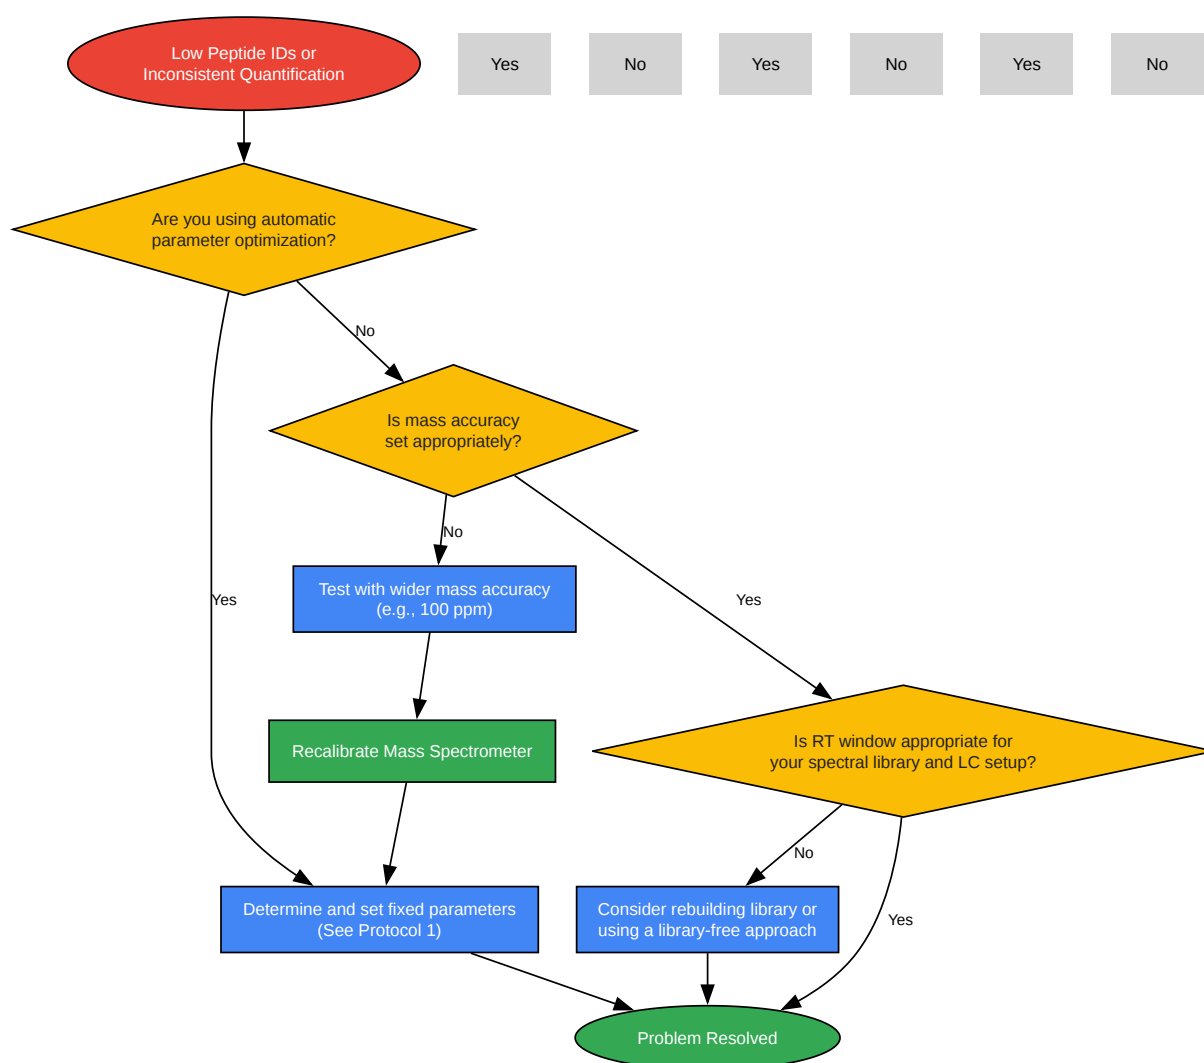 Low Peptide IDs or
Inconsistent Quantification
Yes
No
Yes
No
Yes
No
Are you using automatic
parameter optimization?
No
Is mass accuracy
set appropriately?
No
Test with wider mass accuracy
(e.g., 100 ppm)
Yes
Yes
Recalibrate Mass Spectrometer
Is RT window appropriate for
your spectral library and LC setup?
No
Determine and set fixed parameters
(See Protocol 1)
Consider rebuilding library or
using a library-free approach
Yes
Problem Resolved